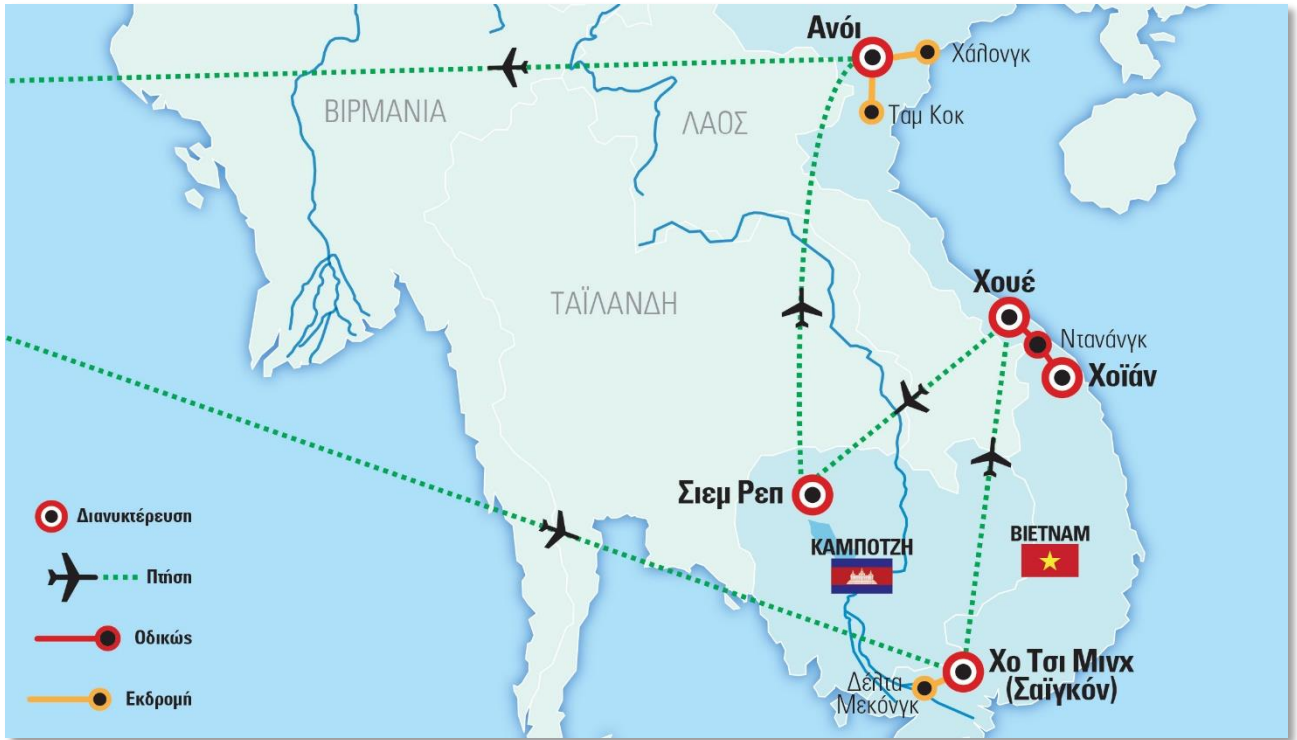 Ανόι
Χάλονγκ
Ταμ Κοκ
ΒΙΡΜΑΝΙΑ
ΛΑΟΣ
ΤΑΪΛΑΝΔΗ
Χουέ
Ντανάνγκ
Χοϊάν
Σιεμ Ρεπ
ΚΑΜΠΟΤΖΗ
ΒΙΕΤΝΑΜ
Χο Τσι Μινχ
(Σαϊγκόν)
Δέλτα
Μεκόνγκ
Διανυκτέρευση
Πτήση
Οδικώς
Εκδρομή